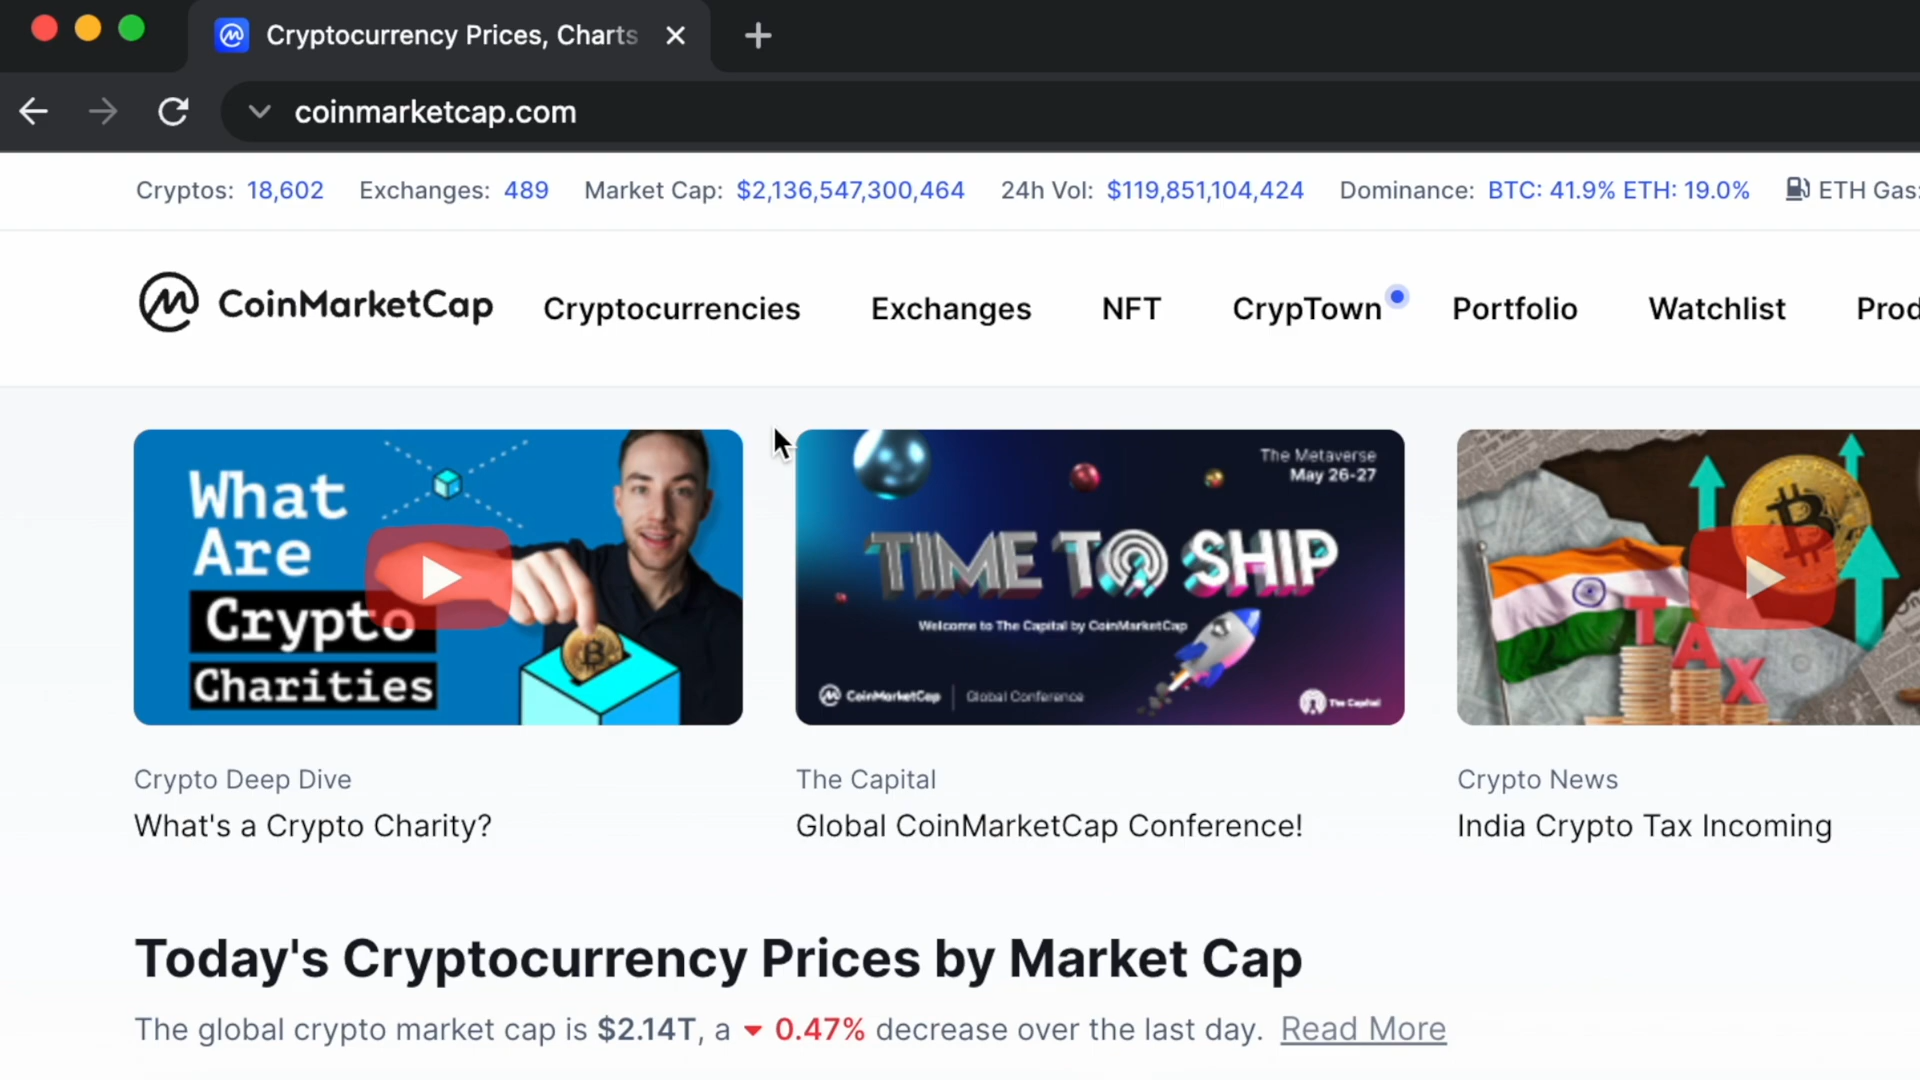 Cryptocurrency Prices, Charts
coinmarketcap.com
Cryptos: 18,602 Exchanges: 489 Market Cap: $2,136,547,300,464 24h Vol: $119,851,104,424 Dominance: BTC: 41.9% ETH: 19.0% ETH Gas:
CoinMarketCap Cryptocurrencies Exchanges NFT CrypTown Portfolio Watchlist Prod
What
Are
Crypto
Charities
The Metaverse
May 26-27
TIME TO SHIP
Welcome to The Capital by CoinMarketCap
CoinMarketCap Global Conference The Capital
TAX
Crypto Deep Dive
What's a Crypto Charity?
The Capital
Global CoinMarketCap Conference!
Crypto News
India Crypto Tax Incoming
Today's Cryptocurrency Prices by Market Cap
The global crypto market cap is $2.14T, a 0.47% decrease over the last day. Read More